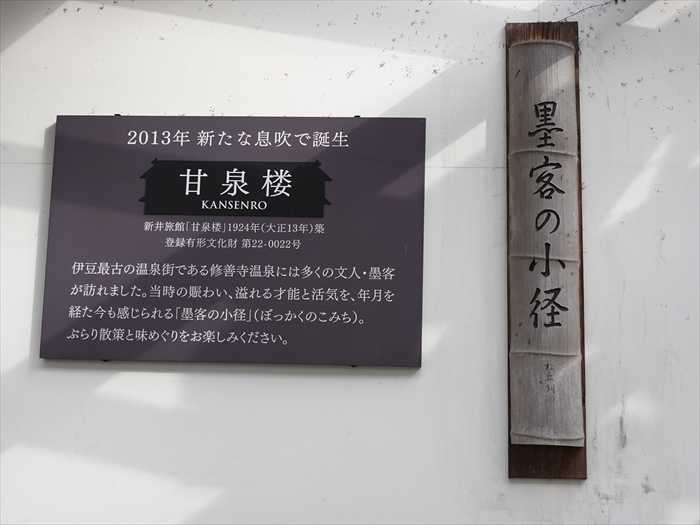 2013年 新たな息吹で誕生
甘泉楼
KANSENRO
新井旅館「甘泉楼」1924年(大正13年)築
登録有形文化財 第22-0022号
伊豆最古の温泉街である修善寺温泉には多くの文人・墨客
が訪れました。当時の賑わい、溢れる才能と活気を、年月を
経た今も感じられる「墨客の小径」(ぼっかくのこみち)。
ぶらり散策と味めぐりをお楽しみください。
墨客の小径